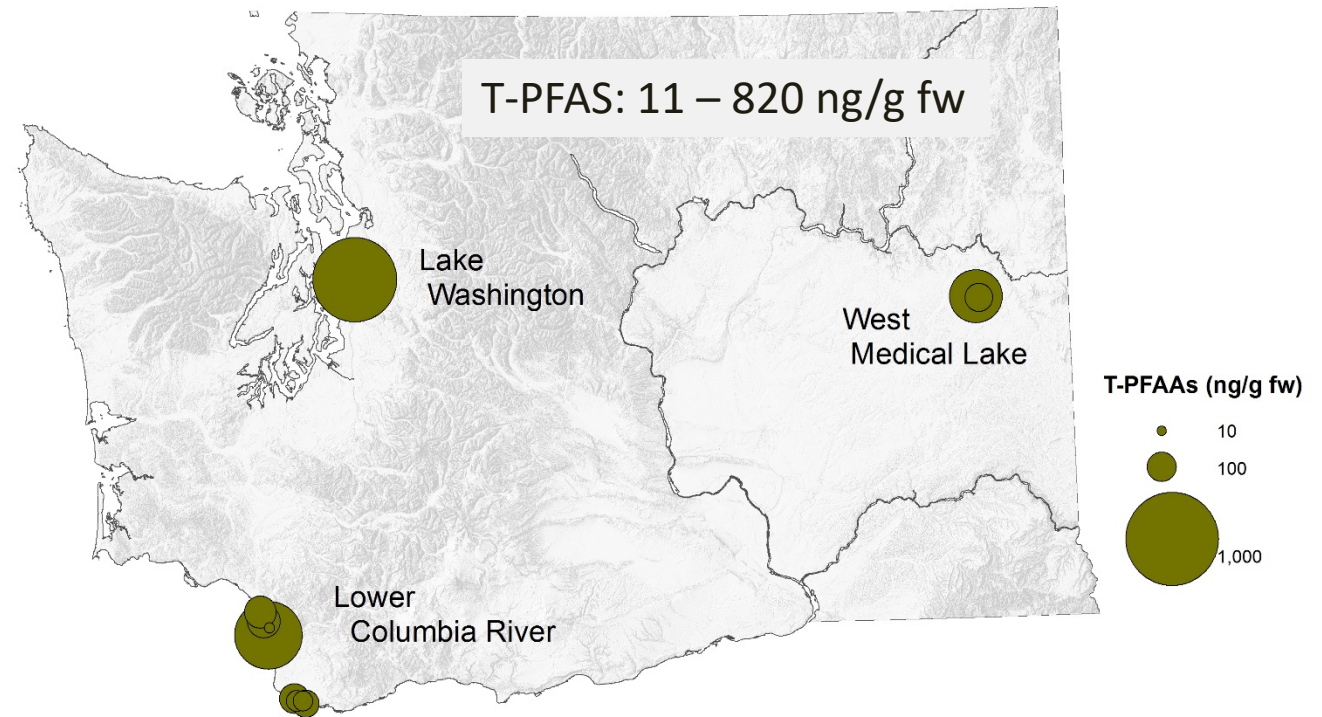 T-PFAS: 11 – 820 ng/g fw
Lake
Washington
West
Medical Lake
T-PFAAs (ng/g fw)
10
100
1,000
Lower
Columbia River